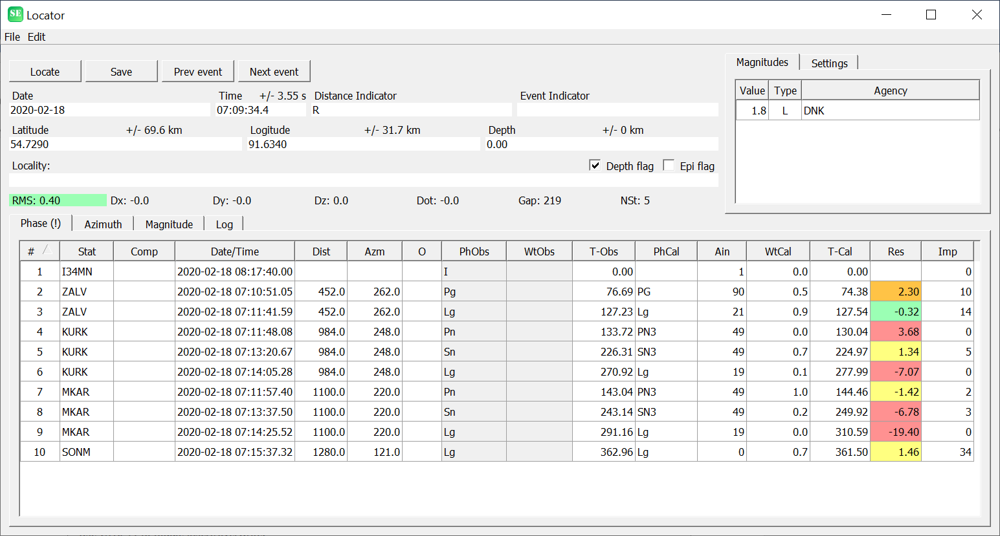 SE Locator
File Edit
Locate Save Prev event Next event
Date Time +/- 3.55 s Distance Indicator Event Indicator
2020-02-18 07:09:34.4 R
Latitude +/- 69.6 km Logitude +/- 31.7 km Depth +/- 0 km
54.7290 91.6340 0.00
Locality: Depth flag Epi flag
RMS: 0.40 Dx: -0.0 Dy: -0.0 Dz: 0.0 Dot: -0.0 Gap: 219 NSt: 5
Magnitudes Settings
Value Type Agency
1.8 L DNK
Phase (!) Azimuth Magnitude Log
# Stat Comp Date/Time Dist Azm O PhObs WtObs T-Obs PhCal Ain WtCal T-Cal Res Imp
1 I34MN 2020-02-18 08:17:40.00 I 0.00 1 0.0 0.00 0
2 ZALV 2020-02-18 07:10:51.05 452.0 262.0 Pg 76.69 PG 90 0.5 74.38 2.30 10
3 ZALV 2020-02-18 07:11:41.59 452.0 262.0 Lg 127.23 Lg 21 0.9 127.54 -0.32 14
4 KURK 2020-02-18 07:11:48.08 984.0 248.0 Pn 133.72 PN3 49 0.0 130.04 3.68 0
5 KURK 2020-02-18 07:13:20.67 984.0 248.0 Sn 226.31 SN3 49 0.7 224.97 1.34 5
6 KURK 2020-02-18 07:14:05.28 984.0 248.0 Lg 270.92 Lg 19 0.1 277.99 -7.07 0
7 MKAR 2020-02-18 07:11:57.40 1100.0 220.0 Pn 143.04 PN3 49 1.0 144.46 -1.42 2
8 MKAR 2020-02-18 07:13:37.50 1100.0 220.0 Sn 243.14 SN3 49 0.2 249.92 -6.78 3
9 MKAR 2020-02-18 07:14:25.52 1100.0 220.0 Lg 291.16 Lg 19 0.0 310.59 -19.40 0
10 SONM 2020-02-18 07:15:37.32 1280.0 121.0 Lg 362.96 Lg 0 0.7 361.50 1.46 34